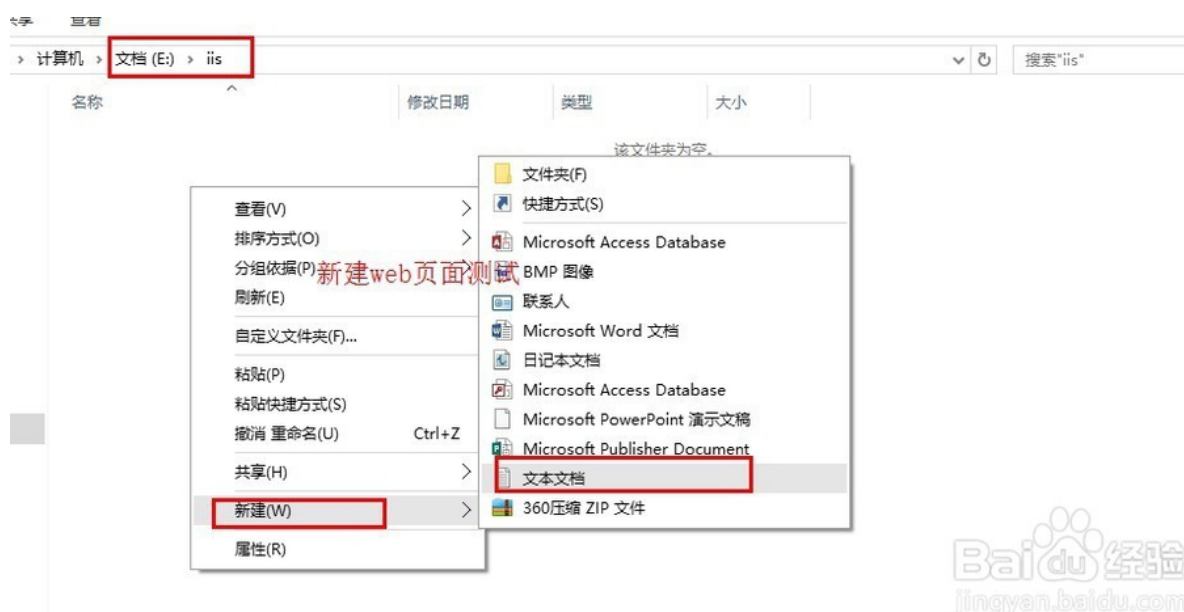 共享 查看
计算机 > 文档 (E:) > iis
搜索"iis"
名称 修改日期 类型 大小
该文件夹为空。
查看(V)
排序方式(O)
分组依据(P)
新建web页面测试
刷新(E)
自定义文件夹(F)...
粘贴(P)
粘贴快捷方式(S)
撤消 重命名(U) Ctrl+Z
共享(H)
新建(W)
属性(R)
文件夹(F)
快捷方式(S)
Microsoft Access Database
BMP 图像
联系人
Microsoft Word 文档
日记本文档
Microsoft Access Database
Microsoft PowerPoint 演示文稿
Microsoft Publisher Document
文本文档
360压缩 ZIP 文件
Baidu 经验
jingyan.baidu.com